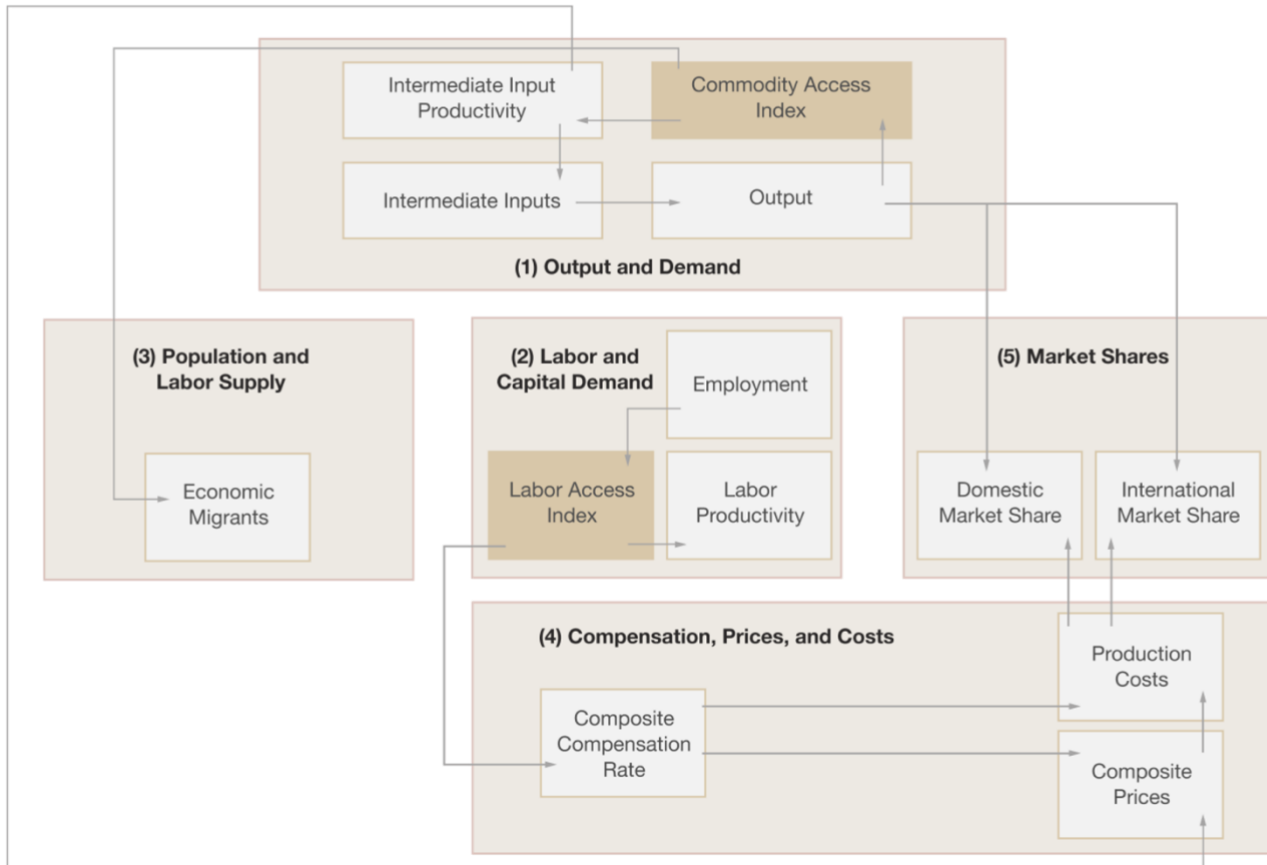 Intermediate Input
Productivity
Commodity Access
Index
Intermediate Inputs
Output
(1) Output and Demand
(3) Population and
Labor Supply
Economic
Migrants
(2) Labor and
Capital Demand
Employment
Labor Access
Index
Labor
Productivity
(5) Market Shares
Domestic
Market Share
International
Market Share
(4) Compensation, Prices, and Costs
Composite
Compensation
Rate
Production
Costs
Composite
Prices